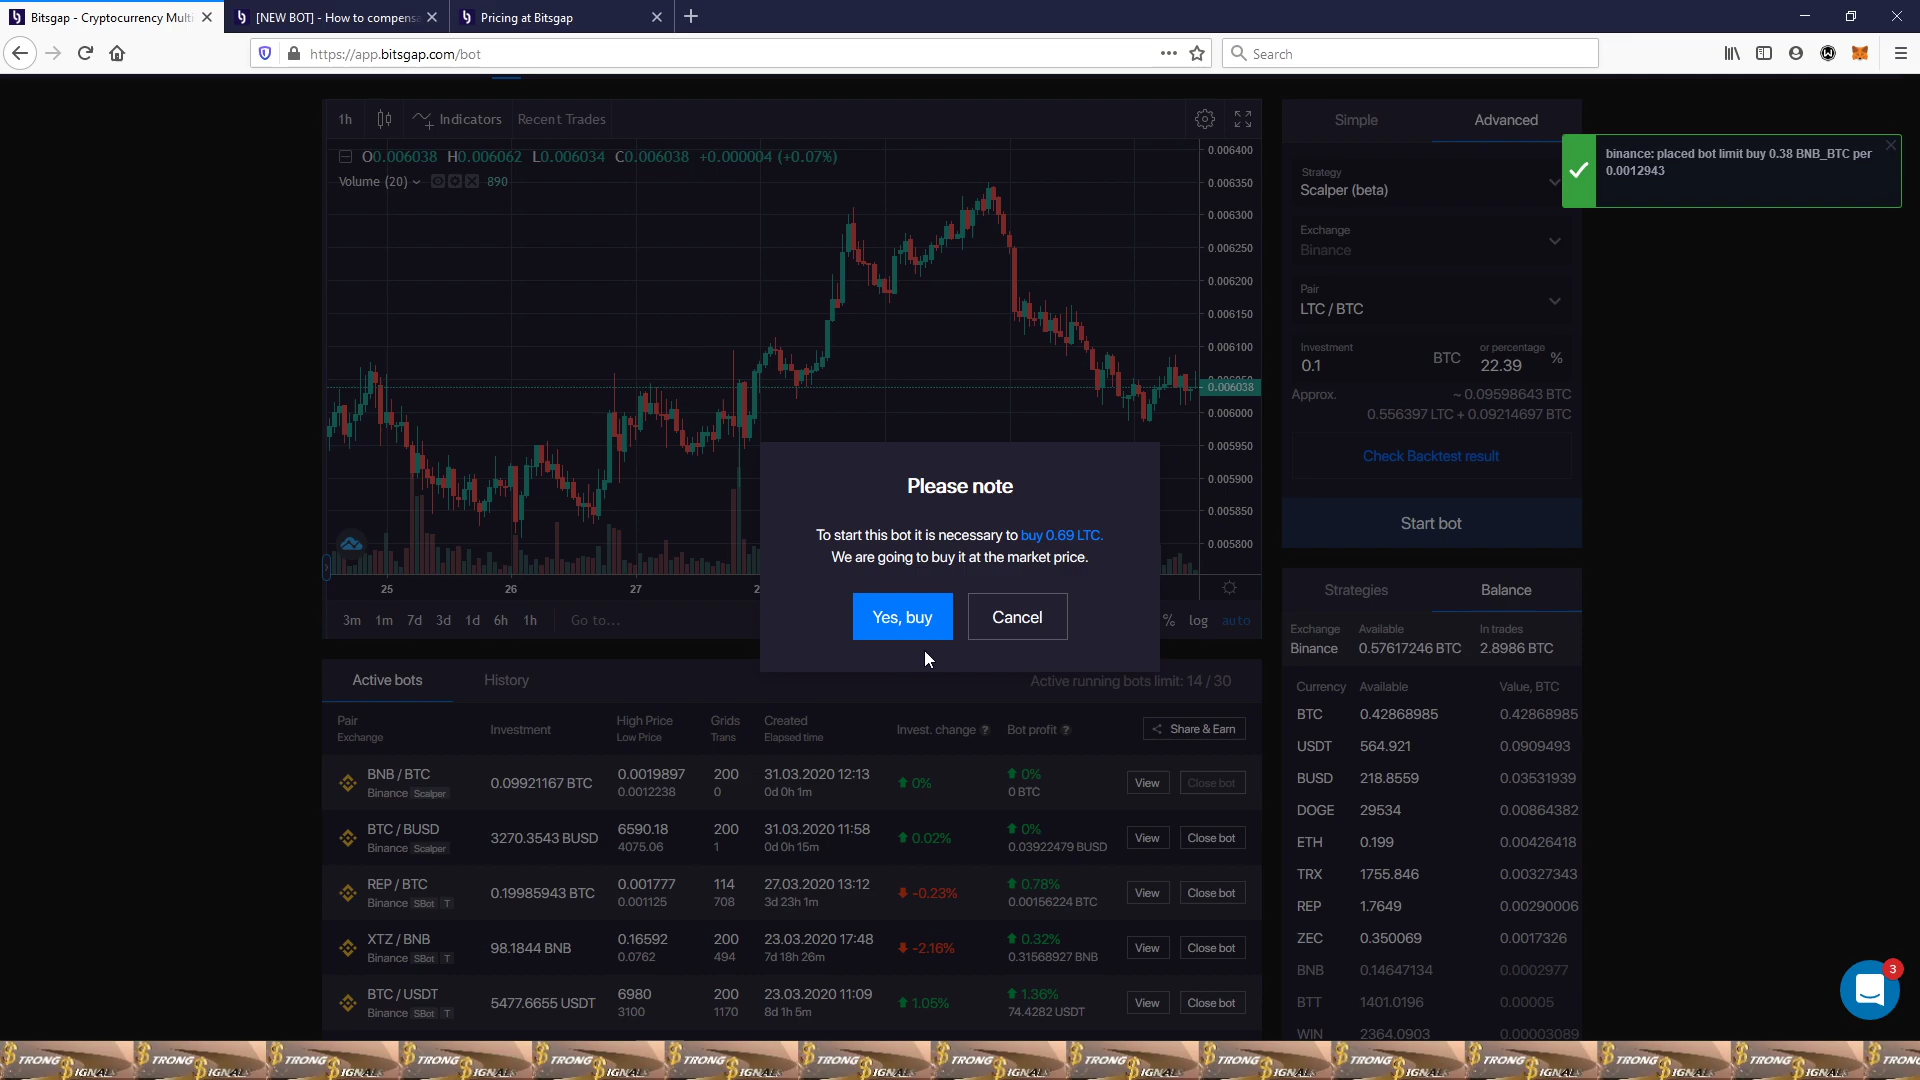 Bitsgap - Cryptocurrency Multi
[NEW BOT] - How to compensa
Pricing at Bitsgap
https://app.bitsgap.com/bot
Search
1h
Indicators
Recent Trades
O0.006038 H0.006062 L0.006034 C0.006038 +0.000004 (+0.07%)
Volume (20)
890
0.006400
0.006350
0.006300
0.006250
0.006200
0.006150
0.006100
0.006038
0.006000
0.005950
0.005900
0.005850
0.005800
25
26
27
3m 1m 7d 3d 1d 6h 1h
Go to...
% log auto
Simple
Advanced
binance: placed bot limit buy 0.38 BNB_BTC per
0.0012943
Strategy
Scalper (beta)
Exchange
Binance
Pair
LTC / BTC
Investment
0.1
BTC
or percentage
22.39
%
Approx.
~ 0.09598643 BTC
0.556397 LTC + 0.09214697 BTC
Check Backtest result
Start bot
Please note
To start this bot it is necessary to buy 0.69 LTC.
We are going to buy it at the market price.
Yes, buy
Cancel
Strategies
Balance
Exchange Available In trades
Binance 0.57617246 BTC 2.8986 BTC
Currency Available Value, BTC
BTC 0.42868985 0.42868985
USDT 564.921 0.0909493
BUSD 218.8559 0.03531939
DOGE 29534 0.00864382
ETH 0.199 0.00426418
TRX 1755.846 0.00327343
REP 1.7649 0.00290006
ZEC 0.350069 0.0017326
BNB 0.14647134 0.0002977
BTT 1401.0196 0.00005
WIN 2364.0903 0.00003089
Active bots
History
Active running bots limit: 14 / 30
Pair
Exchange
Investment
High Price
Low Price
Grids
Trans
Created
Elapsed time
Invest. change ?
Bot profit ?
Share & Earn
BNB / BTC
Binance Scalper
0.09921167 BTC
0.0019897
0.0012238
200
0
31.03.2020 12:13
0d 0h 1m
0%
0%
0 BTC
View
Close bot
BTC / BUSD
Binance Scalper
3270.3543 BUSD
6590.18
4075.06
200
1
31.03.2020 11:58
0d 0h 15m
0.02%
0%
0.03922479 BUSD
View
Close bot
REP / BTC
Binance SBot T
0.19985943 BTC
0.001777
0.001125
114
708
27.03.2020 13:12
3d 23h 1m
-0.23%
0.78%
0.00156224 BTC
View
Close bot
XTZ / BNB
Binance SBot T
98.1844 BNB
0.16592
0.0762
200
494
23.03.2020 17:48
7d 18h 26m
-2.16%
0.32%
0.31568927 BNB
View
Close bot
BTC / USDT
Binance SBot T
5477.6655 USDT
6980
3100
200
1170
23.03.2020 11:09
8d 1h 5m
1.05%
1.36%
74.4282 USDT
View
Close bot
3